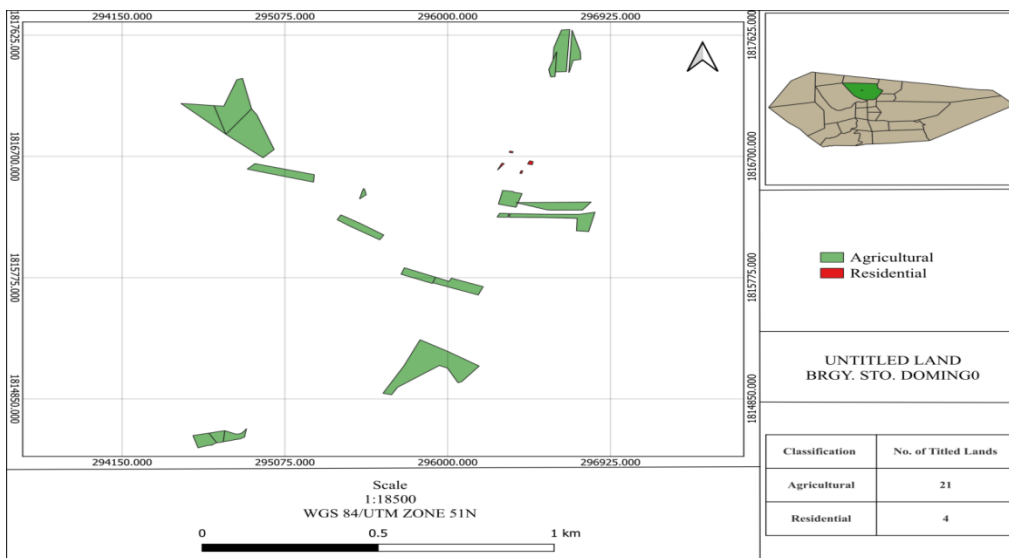 294150.000 295075.000 296000.000 296925.000
1817625.000 1817625.000
1816700.000 1816700.000
1815775.000 1815775.000
1814850.000 1814850.000
294150.000 295075.000 296000.000 296925.000
Scale
1:18500
WGS 84/UTM ZONE 51N
0 0.5 1 km
Agricultural
Residential
UNTITLED LAND
BRGY. STO. DOMING0
Classification No. of Titled Lands
Agricultural 21
Residential 4